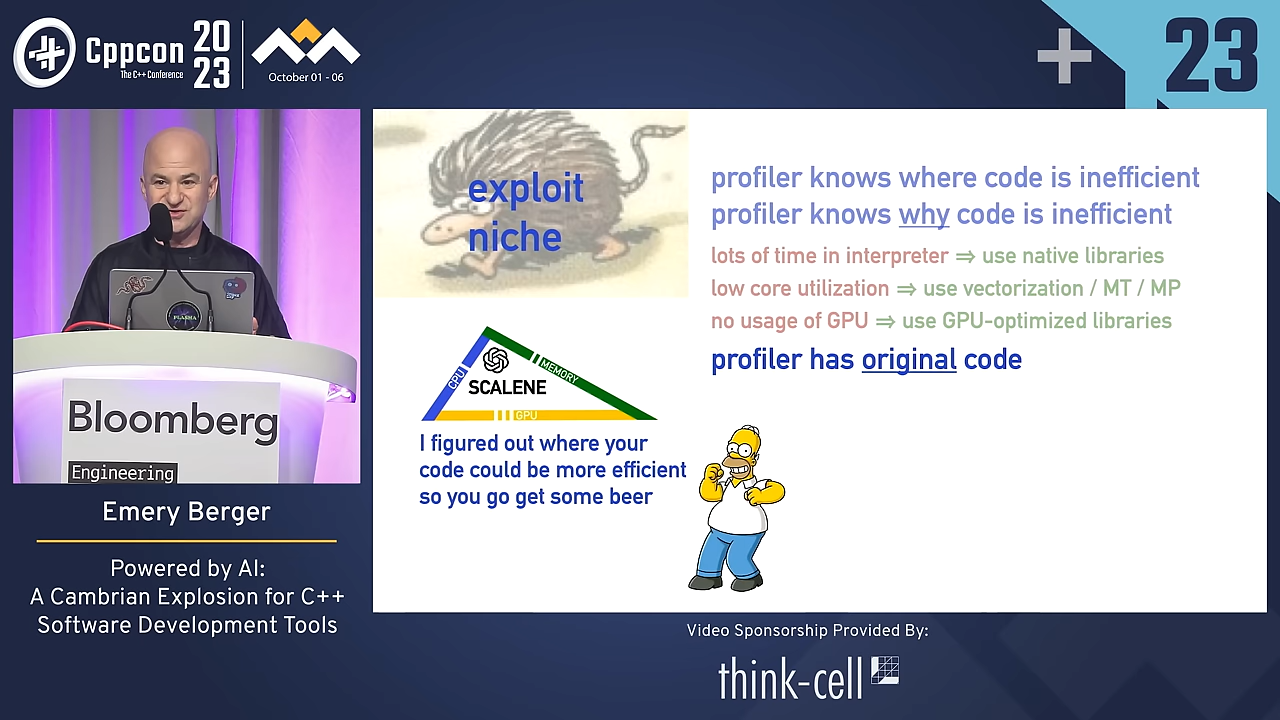 Cppcon
The C++ Conference
20
23
October 01 - 06
23
exploit
niche
profiler knows where code is inefficient
profiler knows why code is inefficient
lots of time in interpreter ⇒ use native libraries
low core utilization ⇒ use vectorization / MT / MP
no usage of GPU ⇒ use GPU-optimized libraries
profiler has original code
CPU
MEMORY
SCALENE
GPU
I figured out where your
code could be more efficient
so you go get some beer
PLASMA
Bloomberg
Engineering
Emery Berger
Powered by AI:
A Cambrian Explosion for C++
Software Development Tools
Video Sponsorship Provided By:
think-cell